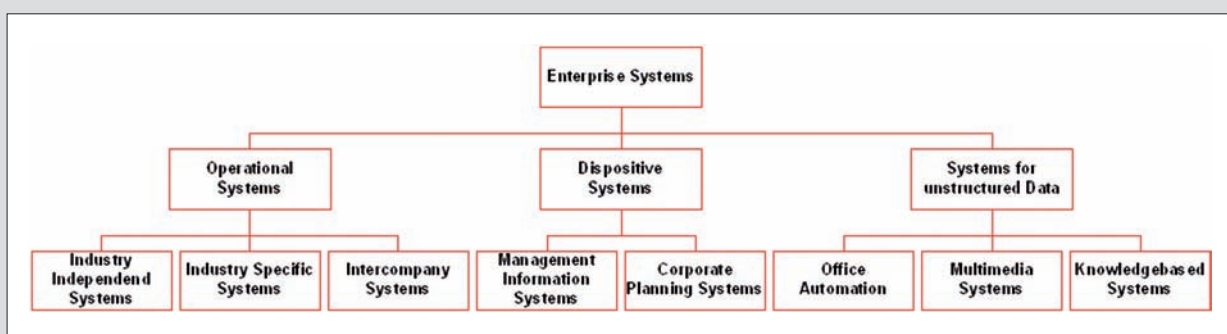 Enterprise Systems
Operational
Systems
Dispositive
Systems
Systems for
unstructured Data
Industry
Independend
Systems
Industry Specific
Systems
Intercompany
Systems
Management
Information
Systems
Corporate
Planning Systems
Office
Automation
Multimedia
Systems
Knowledgebased
Systems